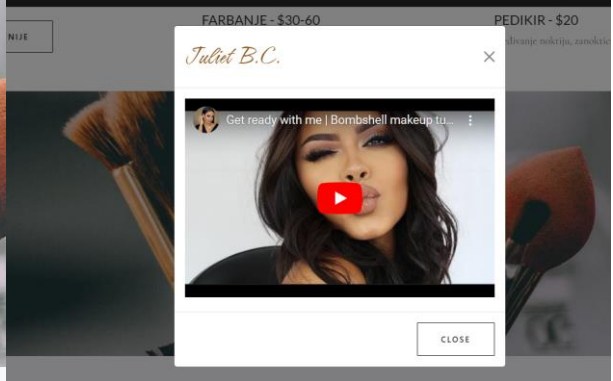 NIJE
FARBANJE - $30-60
PEDIKIR - $20
Juliet B.C.
Get ready with me | Bombshell makeup tu...
CLOSE